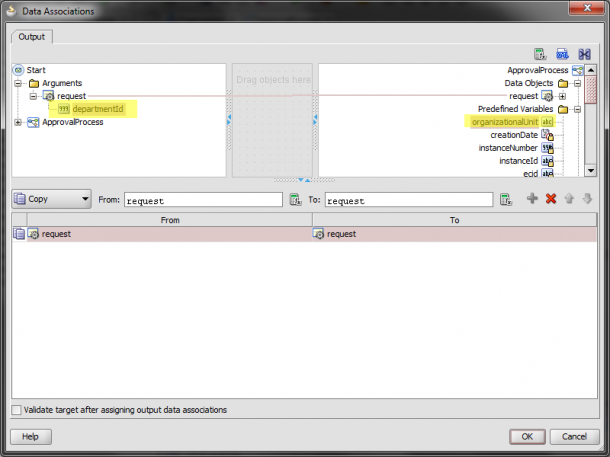 Data Associations
Output
XSL
Start
ApprovalProcess
Arguments
Data Objects
request
request
departmentId
Predefined Variables
ApprovalProcess
organizationalUnit
creationDate
instanceNumber
instanceId
ecid
Drag objects here
Copy
From:
request
To:
request
From
To
request
request
Validate target after assigning output data associations
Help
OK
Cancel